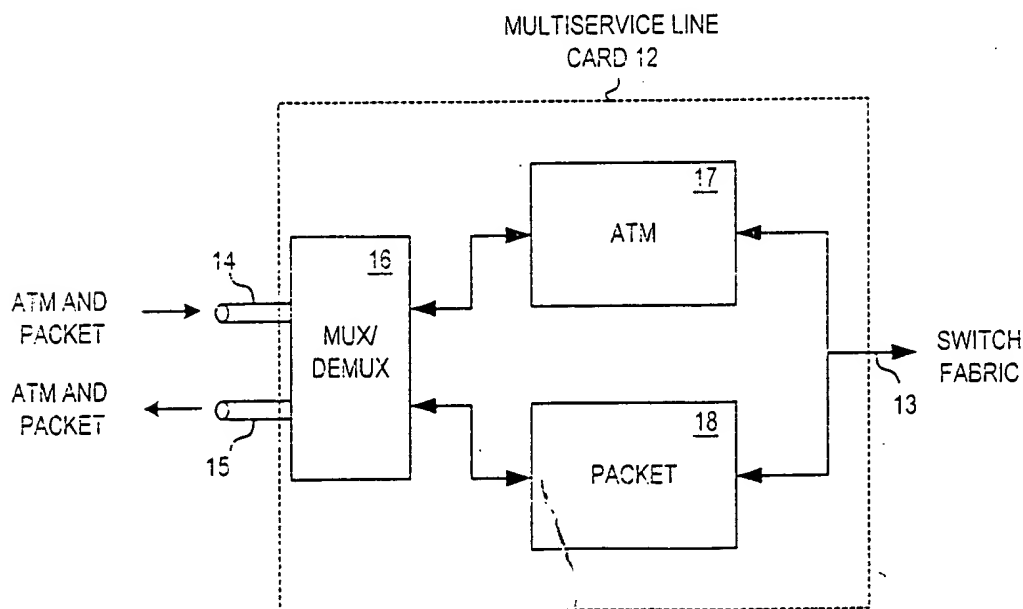 MULTISERVICE LINE
CARD 12
17
ATM
14
16
ATM AND
PACKET
MUX/
DEMUX
SWITCH
FABRIC
13
ATM AND
PACKET
15
18
PACKET